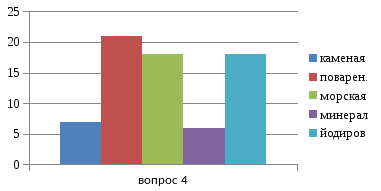 25
20
15
10
5
0
вопрос 4
каменая
поварен.
морская
минерал
йодиров